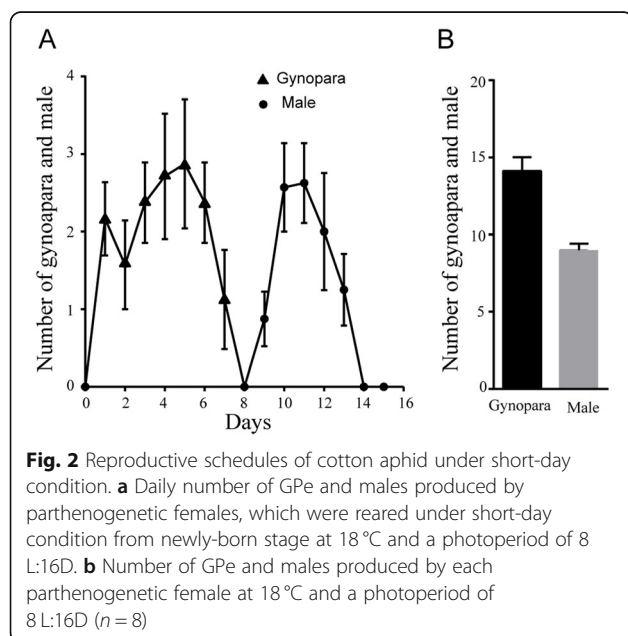 A
B
Gynopara
Male
Number of gynoapara and male
4
3
2
1
0
0 2 4 6 8 10 12 14 16
Days
Number of gynoapara and male
20
15
10
5
0
Gynopara Male
Fig. 2 Reproductive schedules of cotton aphid under short-day
condition. a Daily number of GPe and males produced by
parthenogenetic females, which were reared under short-day
condition from newly-born stage at 18 °C and a photoperiod of 8
L:16D. b Number of GPe and males produced by each
parthenogenetic female at 18 °C and a photoperiod of
8 L:16D (n = 8)